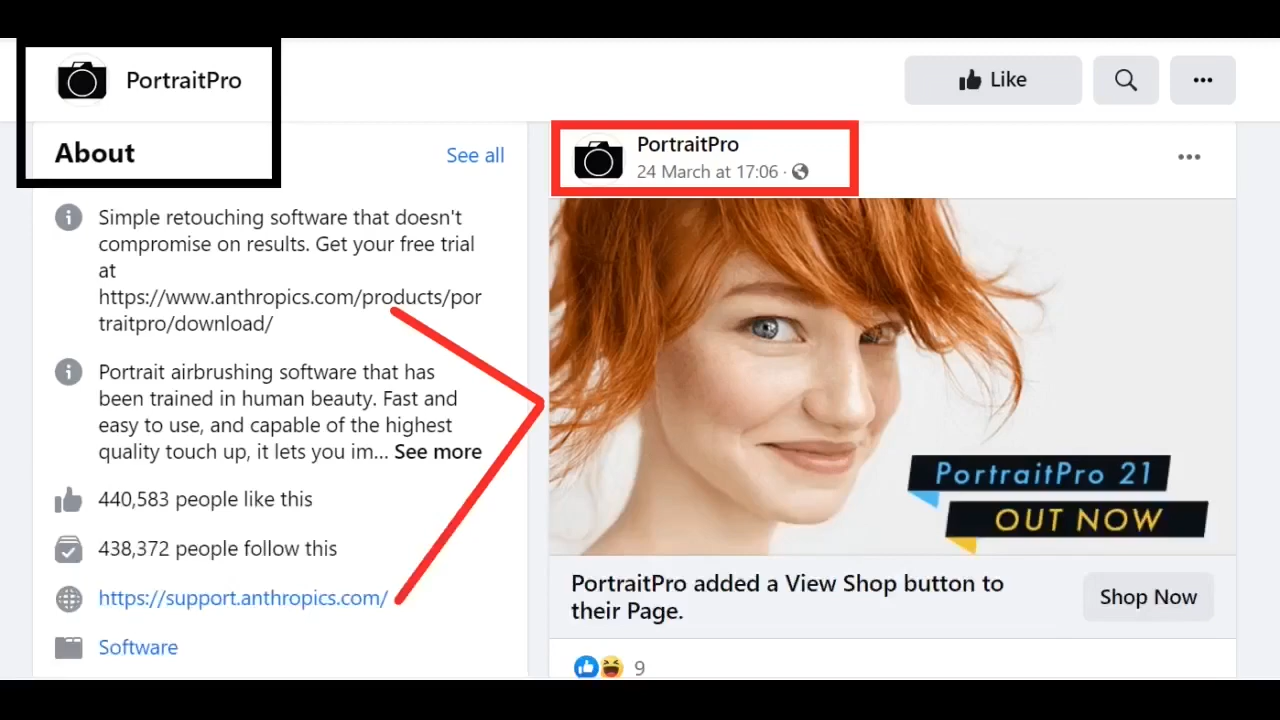 PortraitPro
Like
About
See all
Simple retouching software that doesn't
compromise on results. Get your free trial
at
https://www.anthropics.com/products/por
traitpro/download/
Portrait airbrushing software that has
been trained in human beauty. Fast and
easy to use, and capable of the highest
quality touch up, it lets you im... See more
440,583 people like this
438,372 people follow this
https://support.anthropics.com/
Software
PortraitPro
24 March at 17:06 ·
PortraitPro 21
OUT NOW
PortraitPro added a View Shop button to
their Page.
Shop Now
9